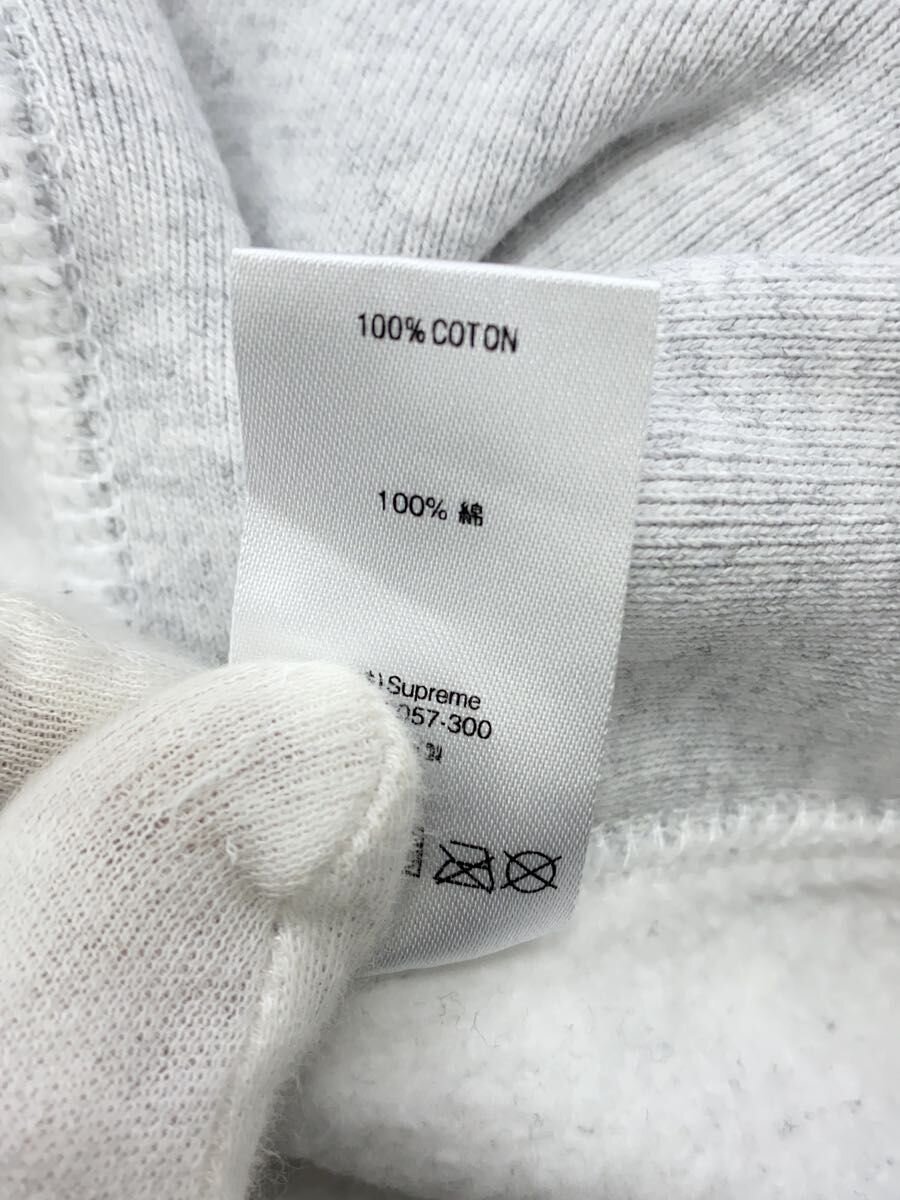 100% COTON
100% 綿
Supreme
057-300